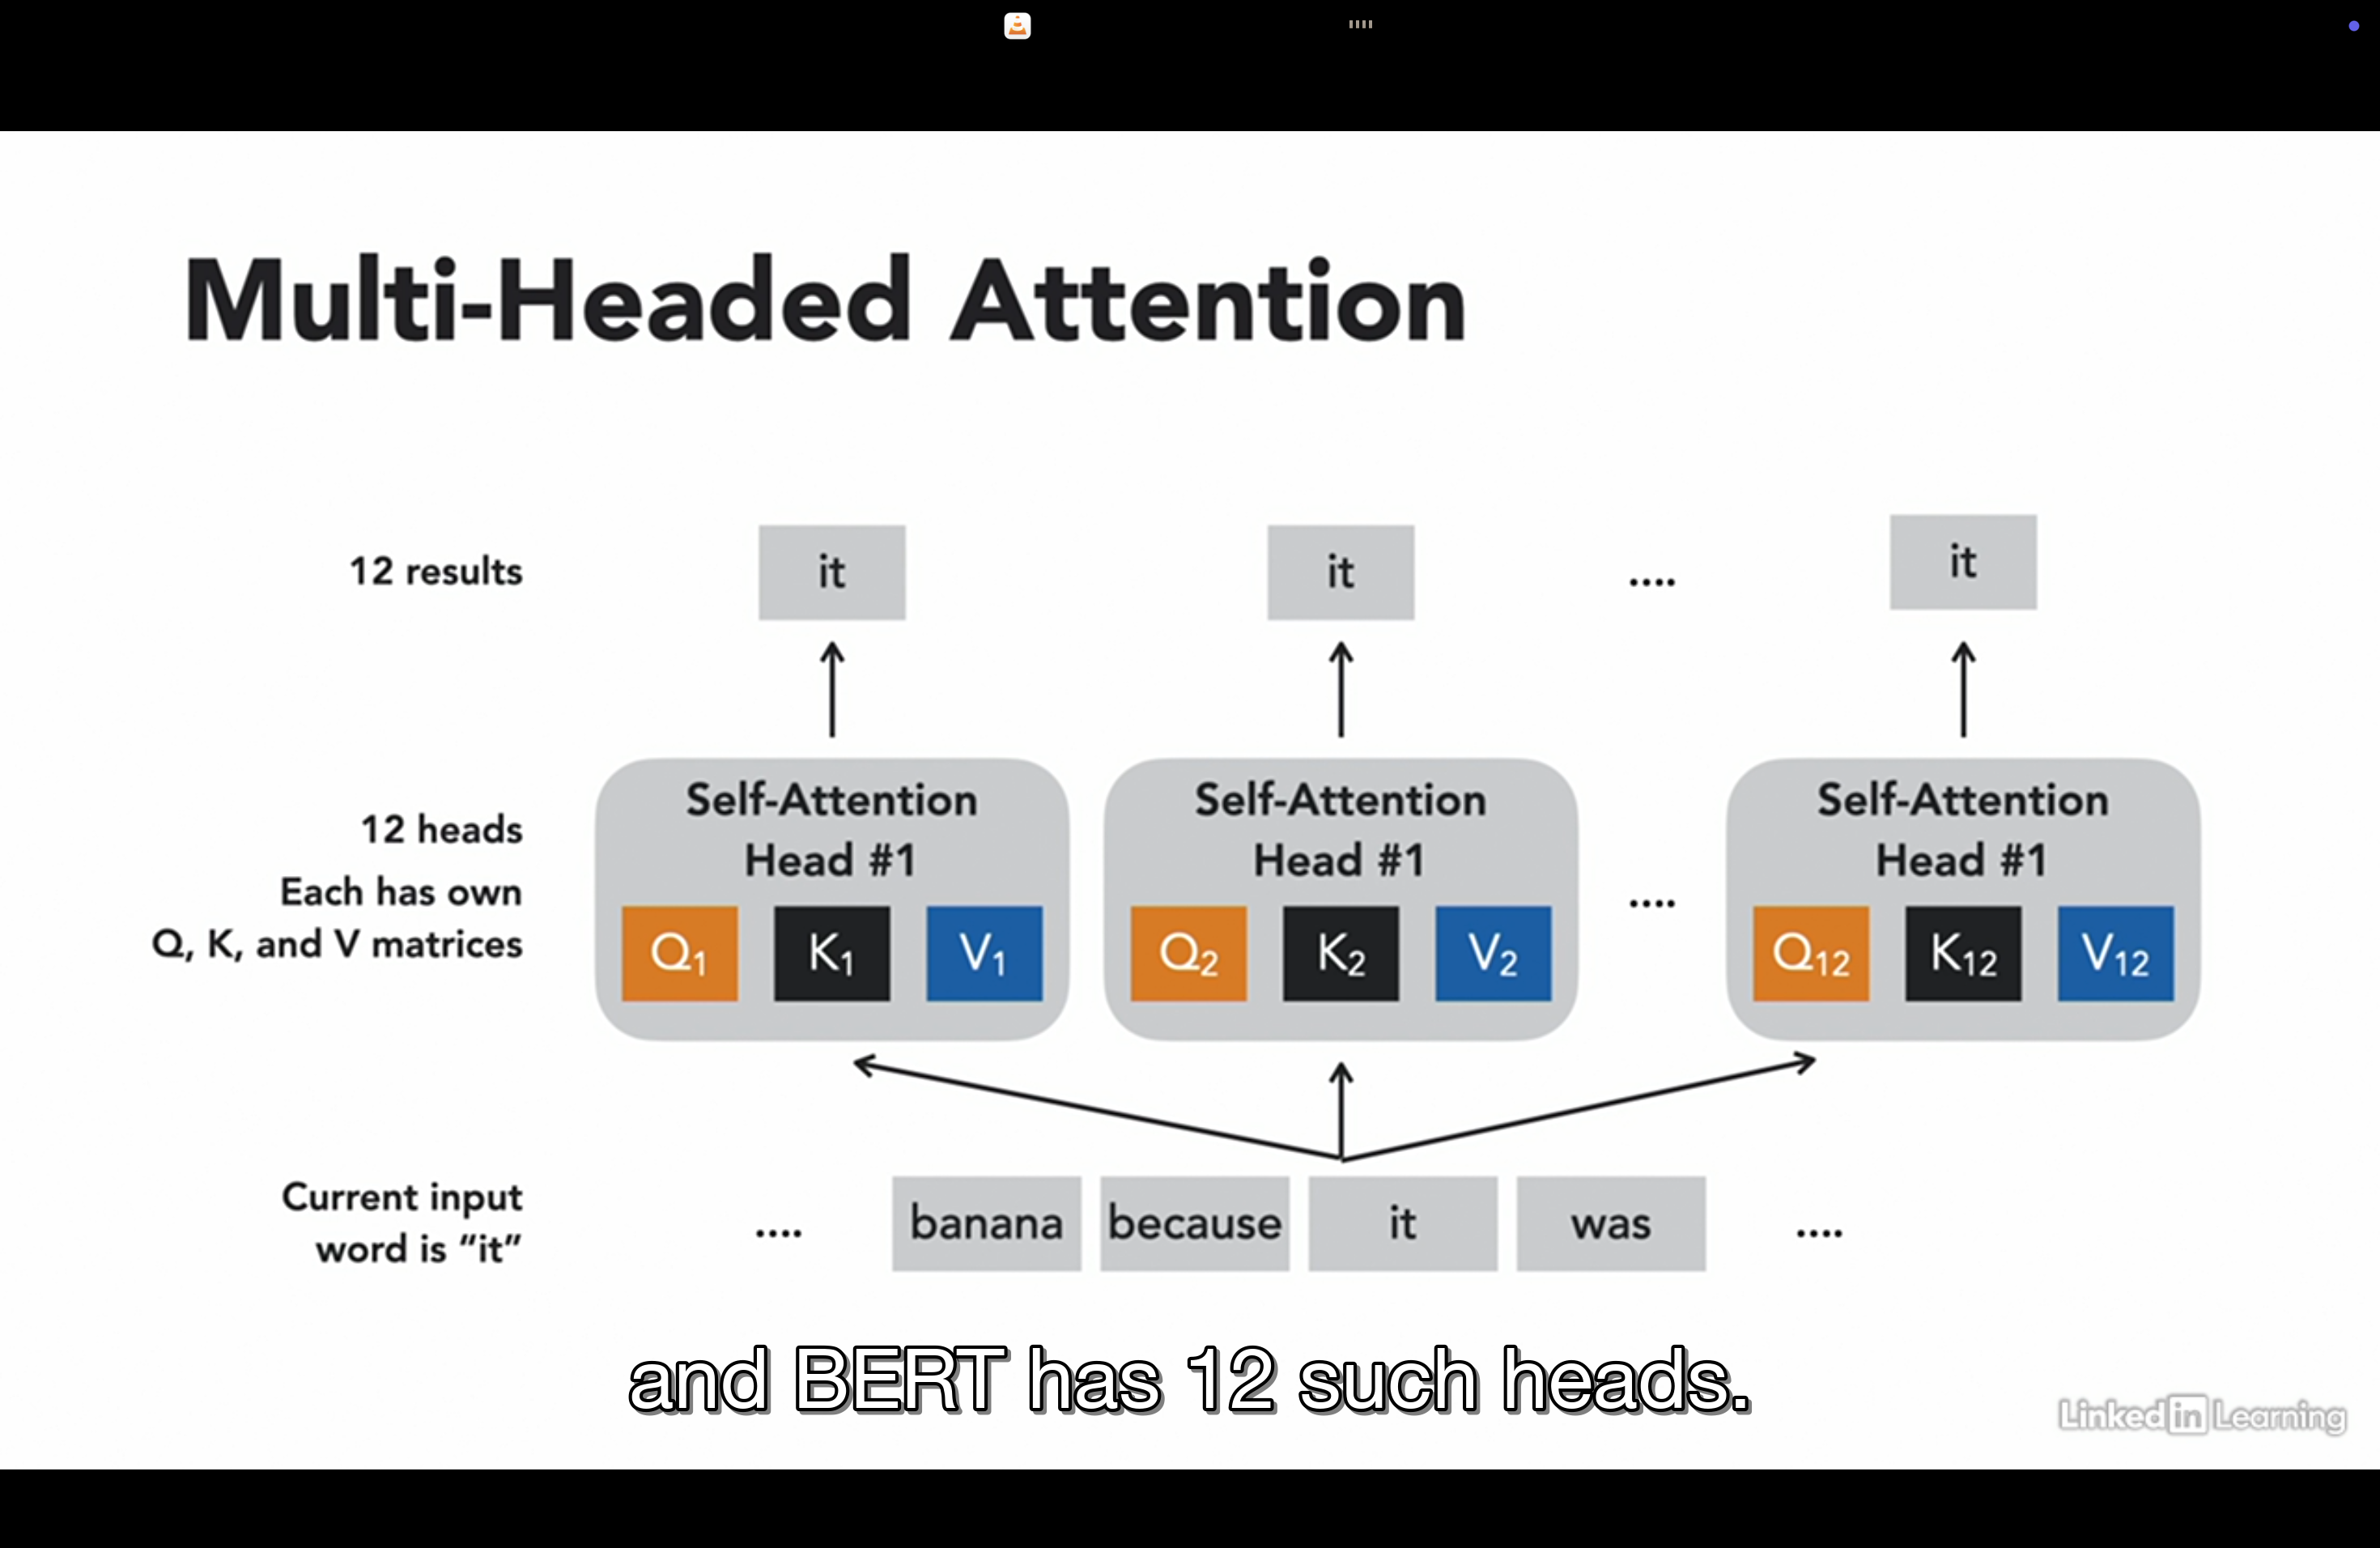 Multi-Headed Attention
12 results
it
it
....
it
12 heads
Each has own
Q, K, and V matrices
Self-Attention
Head #1
Q1 K1 V1
Self-Attention
Head #1
Q2 K2 V2
....
Self-Attention
Head #1
Q12 K12 V12
Current input
word is “it”
.... banana because it was ....
and BERT has 12 such heads.
Linked in Learning